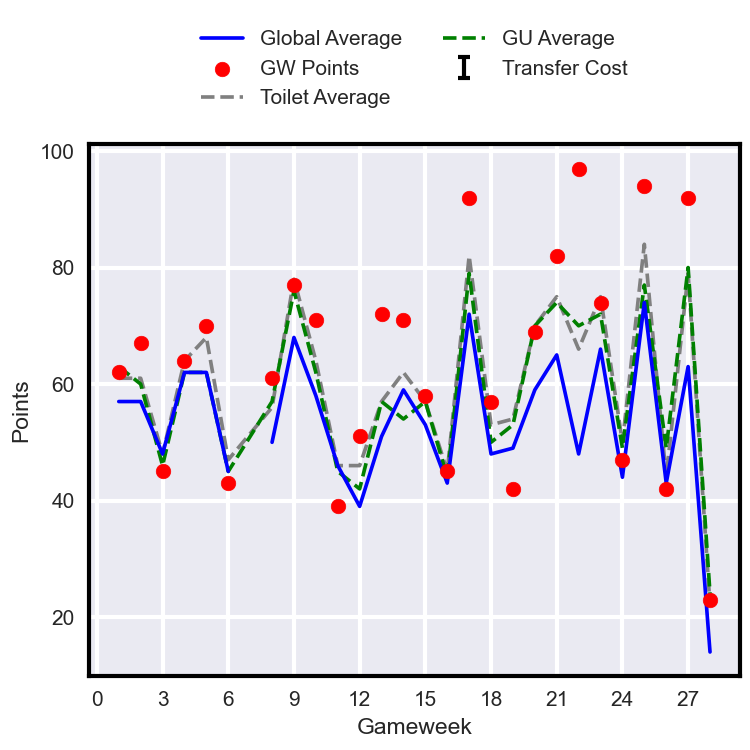 Global Average
GU Average
GW Points
Transfer Cost
Toilet Average
100
80
60
40
20
Points
0 3 6 9 12 15 18 21 24 27
Gameweek